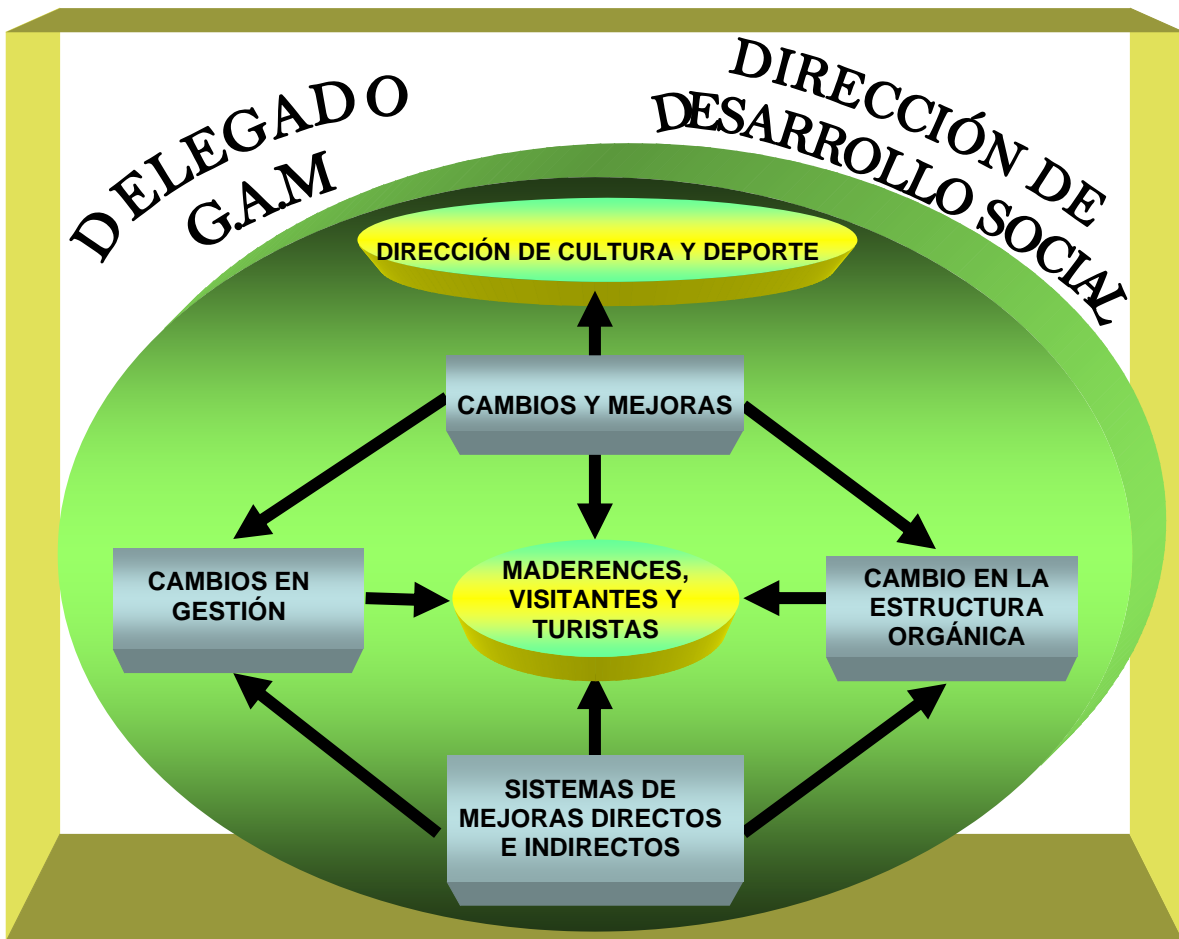 DELEGADO
G.A.M
DIRECCIÓN DE
DESARROLLO SOCIAL
DIRECCIÓN DE CULTURA Y DEPORTE
CAMBIOS Y MEJORAS
CAMBIOS EN
GESTIÓN
MADERENCES,
VISITANTES Y
TURISTAS
CAMBIO EN LA
ESTRUCTURA
ORGÁNICA
SISTEMAS DE
MEJORAS DIRECTOS
E INDIRECTOS